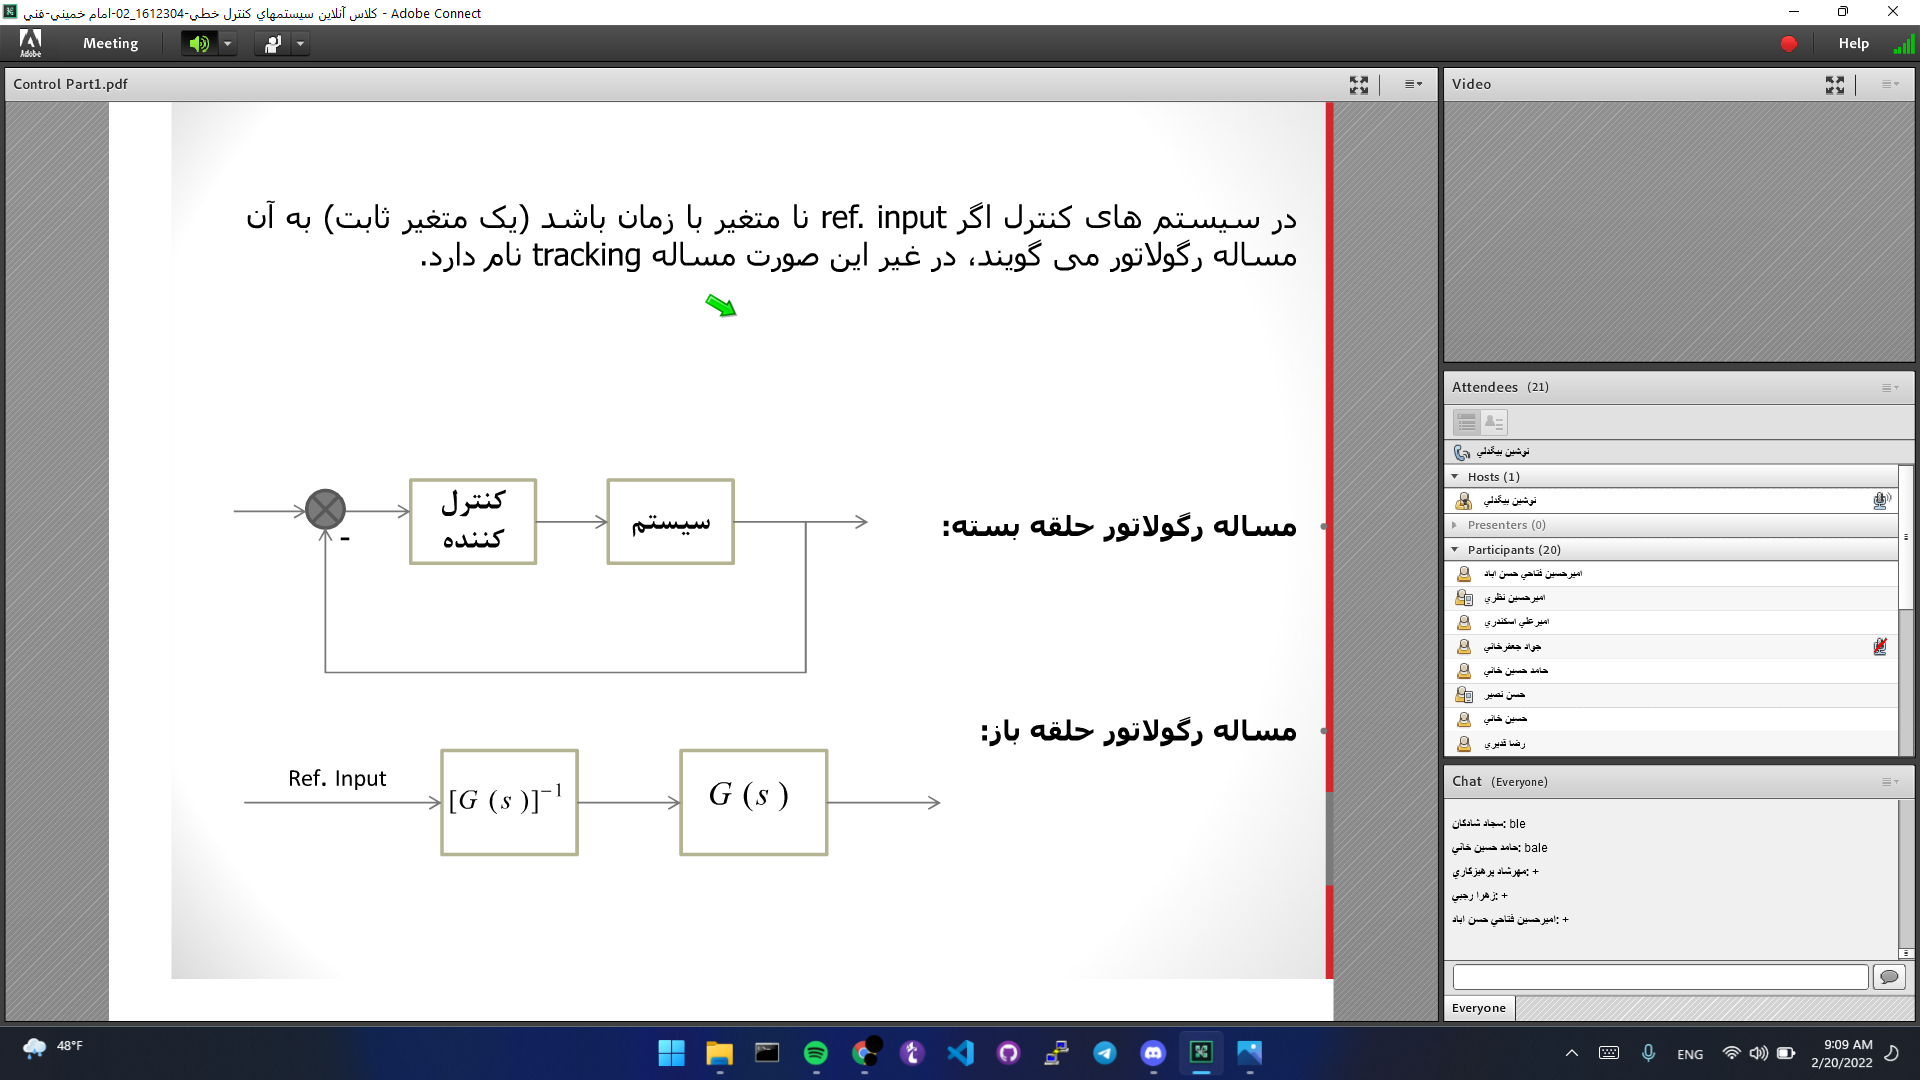 كلاس آنلاين سيستمهاي كنترل خطي-1612304_02-امام خميني-فني - Adobe Connect
Adobe
Meeting
Help
Control Part1.pdf
در سیستم های کنترل اگر ref. input نا متغیر با زمان باشد (یک متغیر ثابت) به آن
مساله رگولاتور می گویند، در غیر این صورت مساله tracking نام دارد.
مساله رگولاتور حلقه بسته:
کنترل
کننده
سیستم
-
مساله رگولاتور حلقه باز:
Ref. Input
[G (s )]⁻¹
G (s )
Video
Attendees (21)
نوشين بيگدلي
Hosts (1)
نوشين بيگدلي
Presenters (0)
Participants (20)
اميرحسين فتاحي حسن اباد
اميرحسين نظري
اميرعلي اسكندري
جواد جعفرخاني
حامد حسين خاني
حسن نصير
حسين خاني
رضا قديري
Chat (Everyone)
سجاد شادكان: ble
حامد حسين خاني: bale
مهرشاد پرهيزكاري: +
زهرا رجبي: +
اميرحسين فتاحي حسن اباد: +
Everyone
48°F
ENG
9:09 AM
2/20/2022